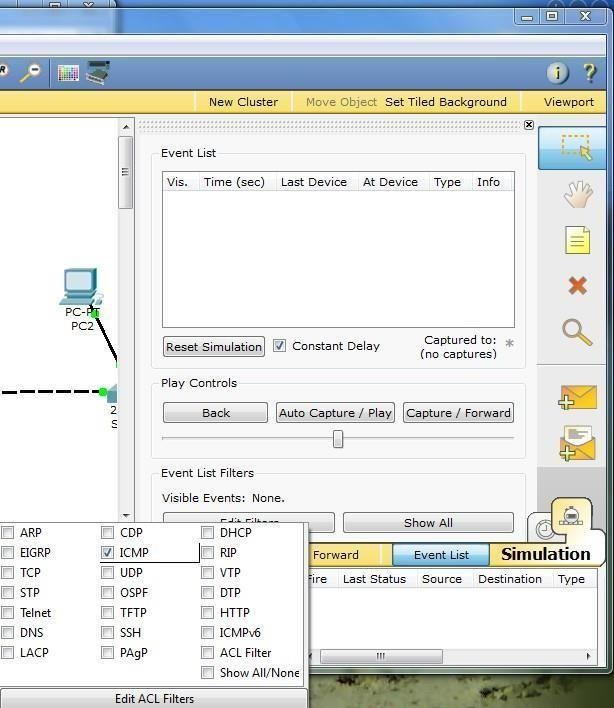 New Cluster Move Object Set Tiled Background Viewport
Event List
Vis. Time (sec) Last Device At Device Type Info
PC-PT
PC2
Reset Simulation Constant Delay Captured to: *
(no captures)
Play Controls
Back Auto Capture / Play Capture / Forward
2
S
Event List Filters
Visible Events: None.
Edit Filters Show All
ARP CDP DHCP
EIGRP ICMP RIP
TCP UDP VTP
STP OSPF DTP
Telnet TFTP HTTP
DNS SSH ICMPv6
LACP PAgP ACL Filter
Show All/None
Edit ACL Filters
Forward Event List Simulation
Fire Last Status Source Destination Type